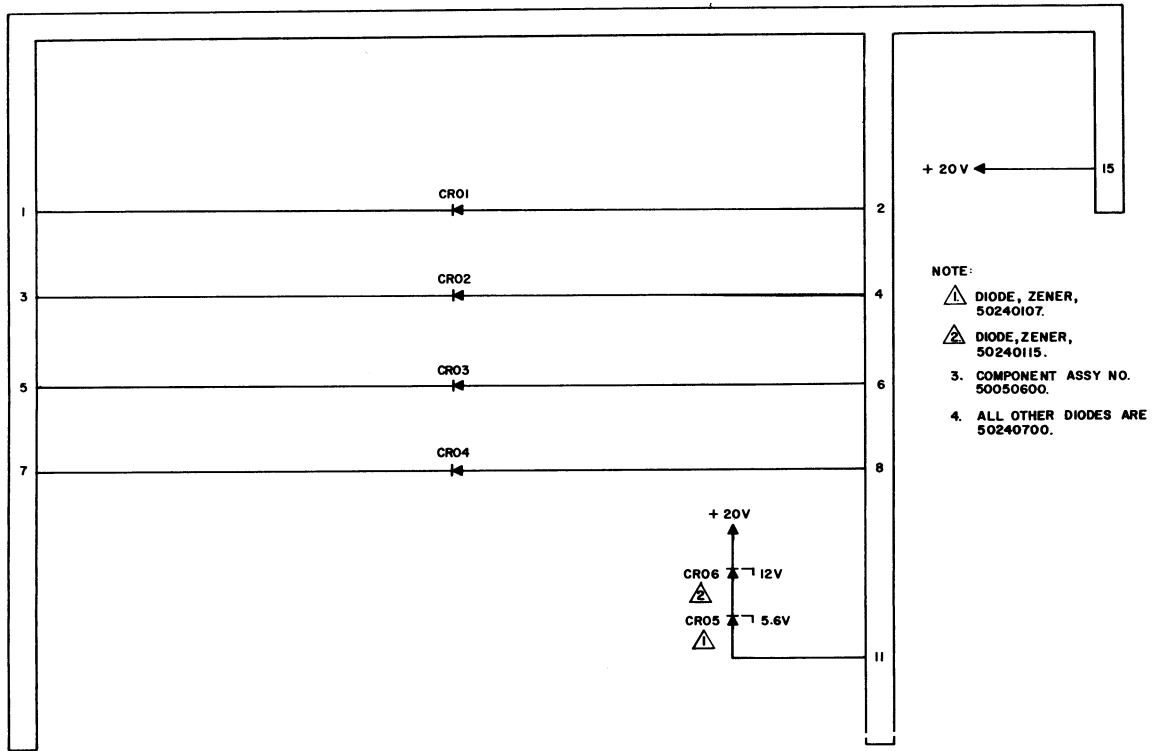 + 20V
15
CR01
1
2
CR02
3
4
NOTE:
1. DIODE, ZENER,
50240107.
2. DIODE, ZENER,
50240115.
3. COMPONENT ASSY NO.
50050600.
4. ALL OTHER DIODES ARE
50240700.
CR03
5
6
CR04
7
8
+ 20V
CR06
12V
2
CR05
5.6V
1
11